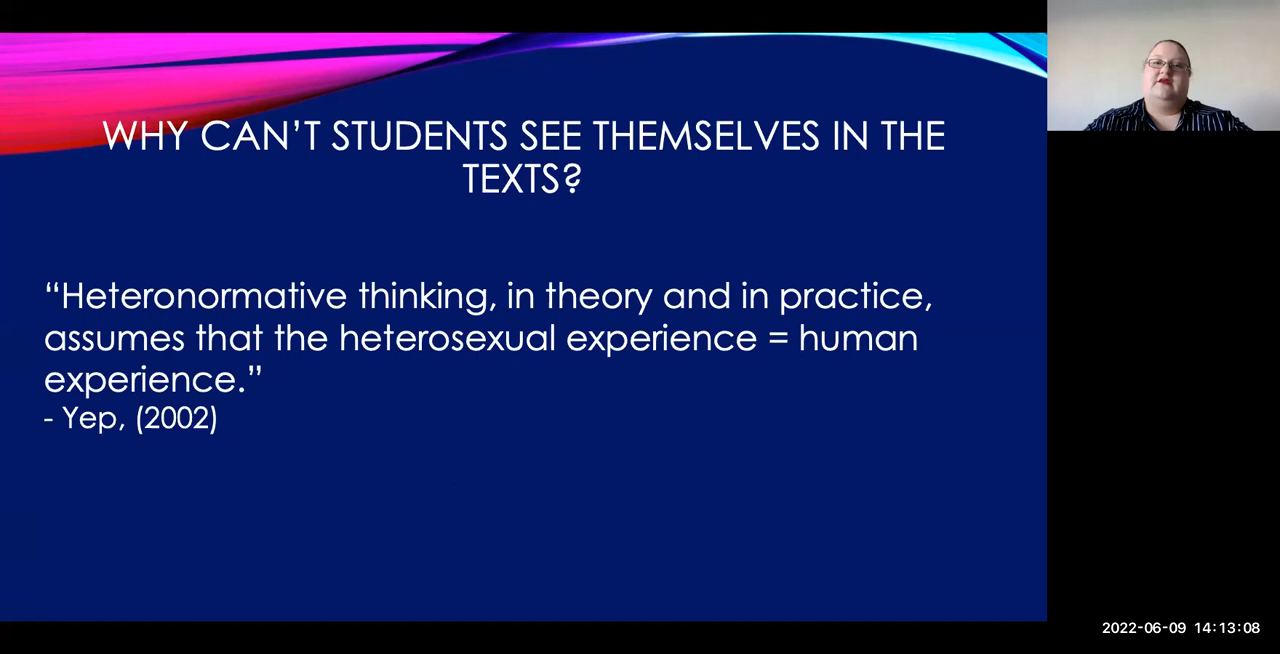 WHY CAN’T STUDENTS SEE THEMSELVES IN THE
TEXTS?
“Heteronormative thinking, in theory and in practice,
assumes that the heterosexual experience = human
experience.”
- Yep, (2002)
2022-06-09 14:13:08